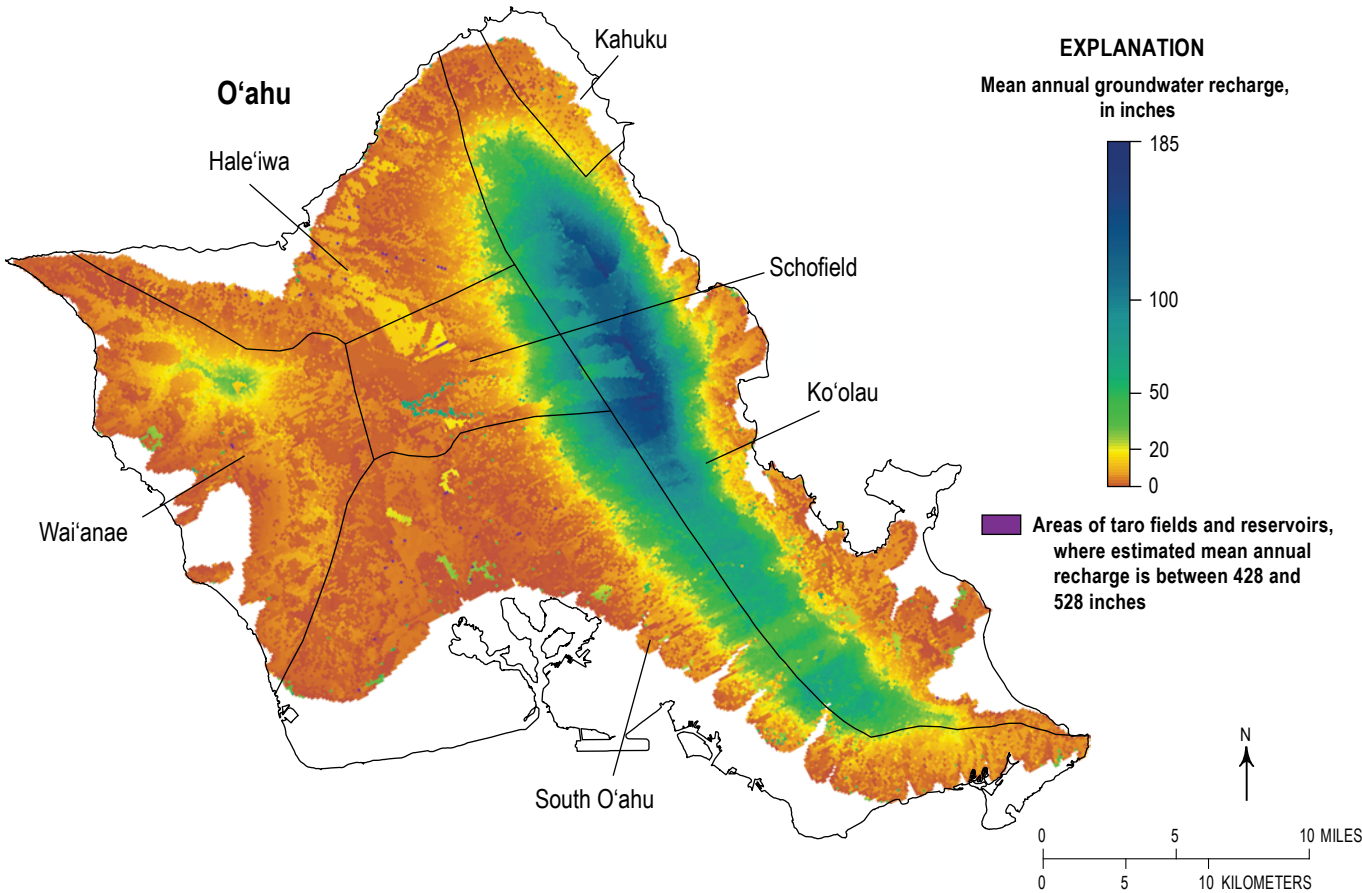 Kahuku
O‘ahu
Hale‘iwa
Schofield
Ko‘olau
Wai‘anae
South O‘ahu
EXPLANATION
Mean annual groundwater recharge,
in inches
185
100
50
20
0
Areas of taro fields and reservoirs,
where estimated mean annual
recharge is between 428 and
528 inches
N
0 5 10 MILES
0 5 10 KILOMETERS